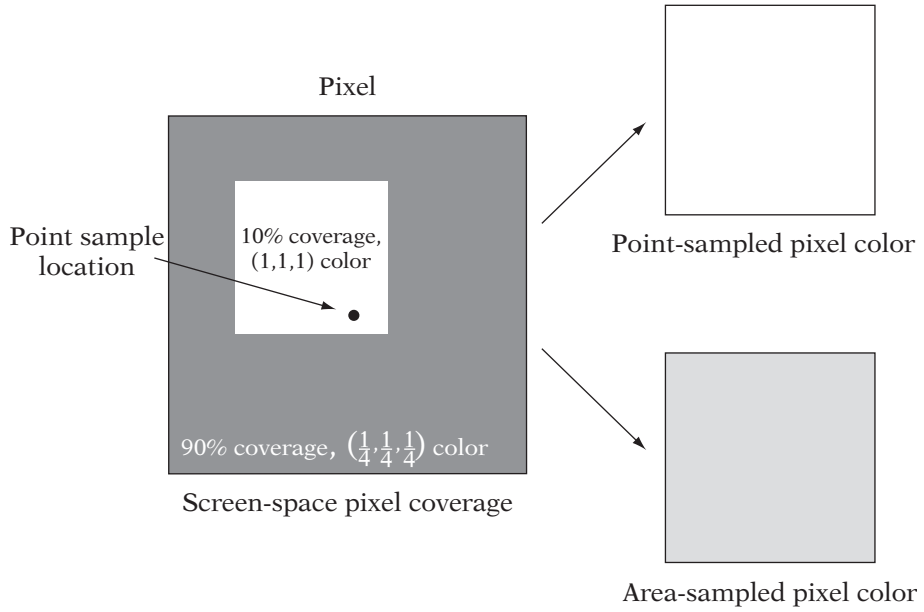 Pixel
Point sample
location
10% coverage,
(1,1,1) color
90% coverage, (1/4, 1/4, 1/4) color
Screen-space pixel coverage
Point-sampled pixel color
Area-sampled pixel color